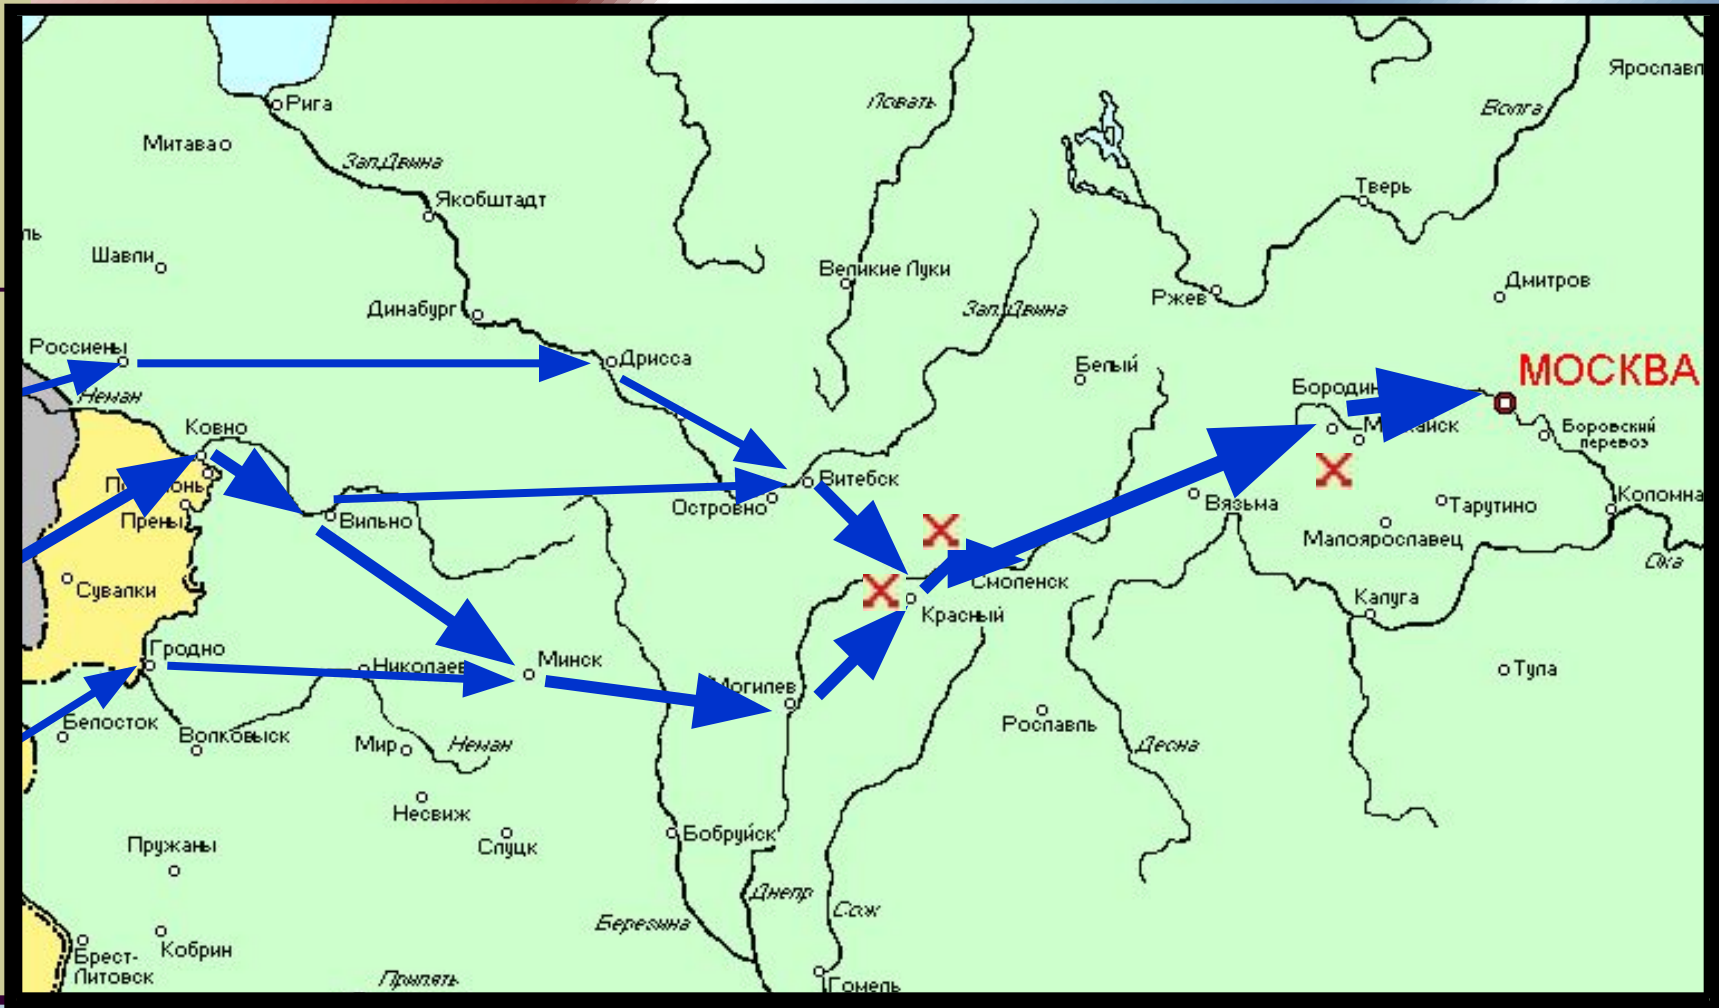 Ярославл
Рига
Ловать
Волга
Митава
Зап.Двина
Якобштадт
Тверь
ль
Шавли
Великие Луки
Дмитров
Ржев
Динабург
Зап.Двина
Россиены
Дрисса
Белый
МОСКВА
Бородин
Неман
Ковно
Боровский
перевоз
Витебск
Вязьма
Коломна
Тарутино
Островно
Прены
Вильно
Малоярославец
Ока
Сувалки
Смоленск
Калуга
Красный
Гродно
Николаев
Минск
Могилев
Тула
Белосток
Волковыск
Мир
Неман
Рославль
Десна
Несвиж
Слуцк
Бобруйск
Пружаны
Днепр
Сож
Березина
Кобрин
Брест-
Литовск
Припять
Гомель